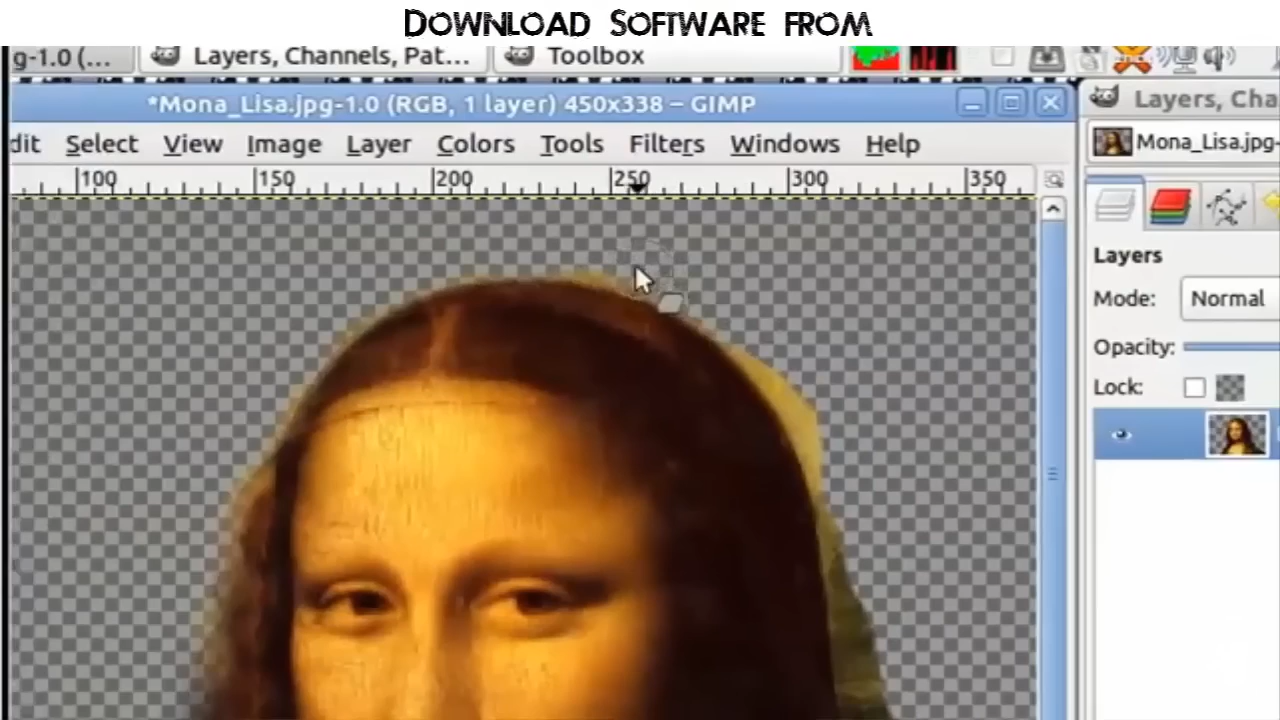 DOWNLOAD SOFTWARE FROM
g-1.0 (... Layers, Channels, Pat... Toolbox
*Mona_Lisa.jpg-1.0 (RGB, 1 layer) 450x338 – GIMP
Layers, Cha
dit Select View Image Layer Colors Tools Filters Windows Help
Mona_Lisa.jpg-
100 150 200 250 300 350
Layers
Mode: Normal
Opacity:
Lock: